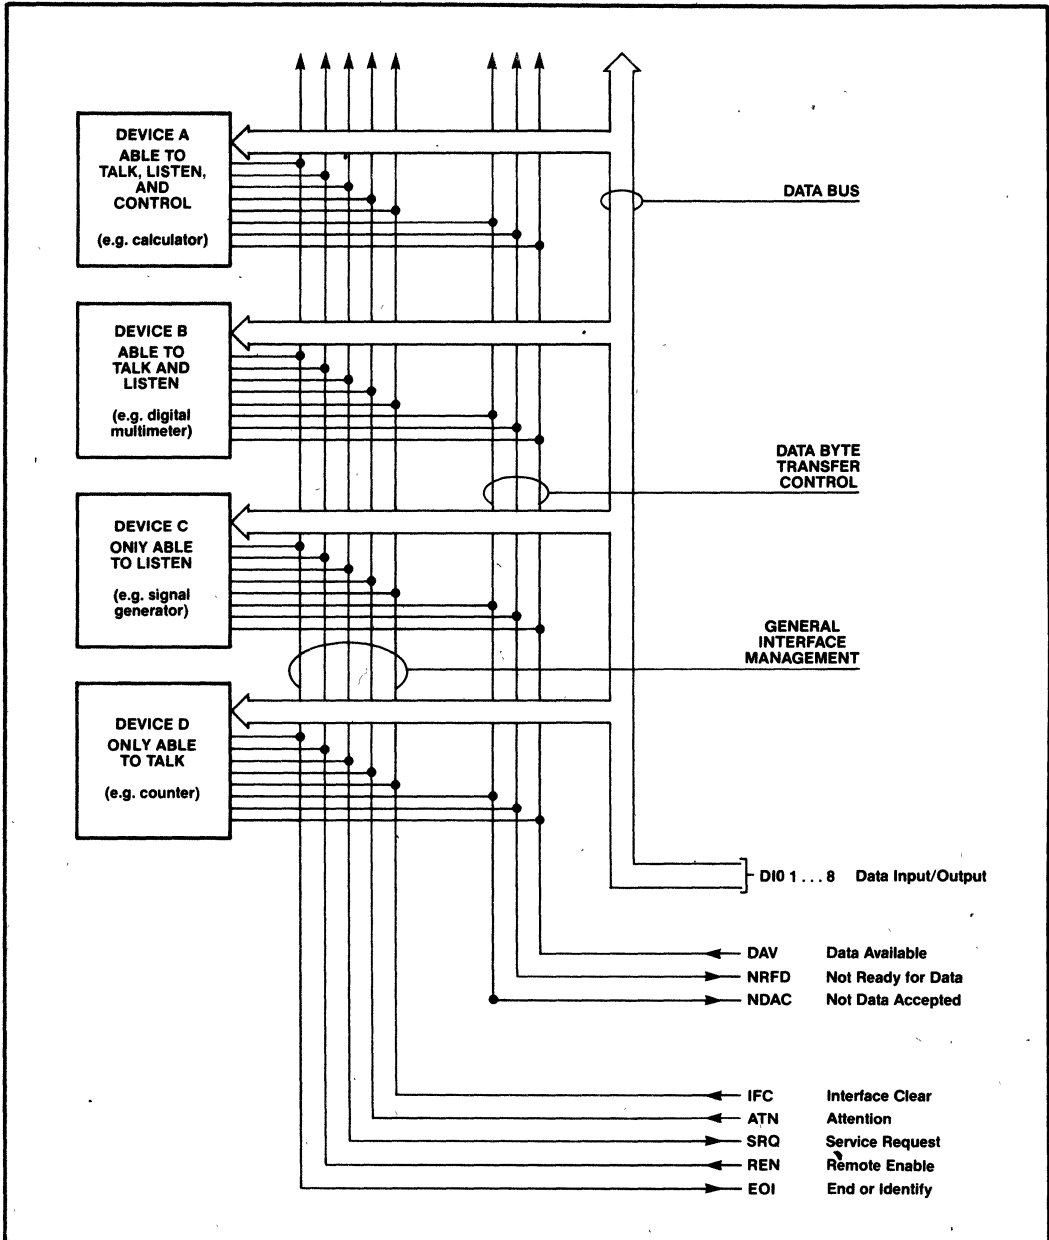 DEVICE A
ABLE TO
TALK, LISTEN,
AND
CONTROL
(e.g. calculator)
DATA BUS
DEVICE B
ABLE TO
TALK AND
LISTEN
(e.g. digital
multimeter)
DATA BYTE
TRANSFER
CONTROL
DEVICE C
ONlY ABLE
TO LISTEN
(e.g. signal
generator)
GENERAL
INTERFACE
MANAGEMENT
DEVICE D
ONLY ABLE
TO TALK
(e.g. counter)
DI0 1 . . . 8 Data Input/Output
DAV Data Available
NRFD Not Ready for Data
NDAC Not Data Accepted
IFC Interface Clear
ATN Attention
SRQ Service Request
REN Remote Enable
EOI End or Identify